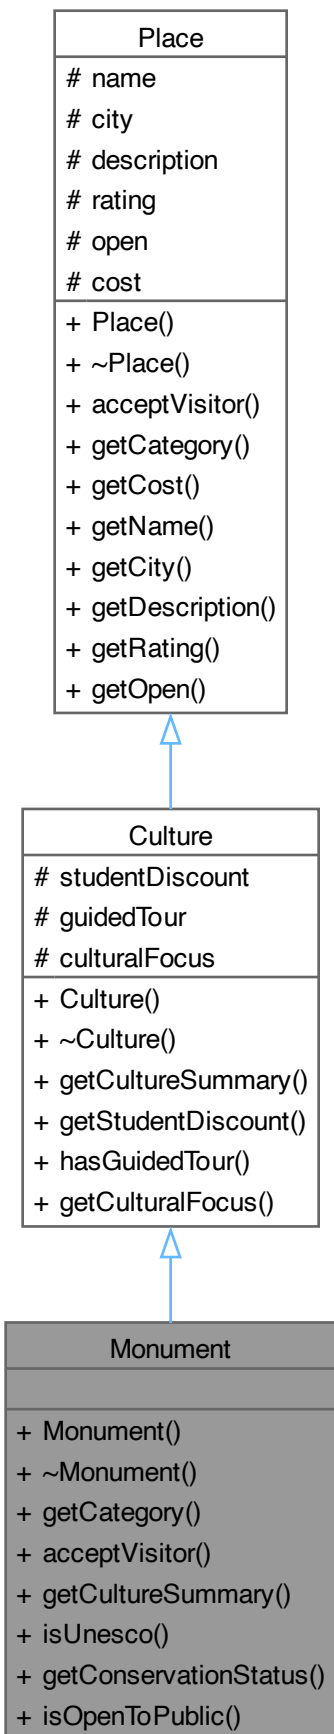 Place
# name
# city
# description
# rating
# open
# cost
+ Place()
+ ~Place()
+ acceptVisitor()
+ getCategory()
+ getCost()
+ getName()
+ getCity()
+ getDescription()
+ getRating()
+ getOpen()
Culture
# studentDiscount
# guidedTour
# culturalFocus
+ Culture()
+ ~Culture()
+ getCultureSummary()
+ getStudentDiscount()
+ hasGuidedTour()
+ getCulturalFocus()
Monument
+ Monument()
+ ~Monument()
+ getCategory()
+ acceptVisitor()
+ getCultureSummary()
+ isUnesco()
+ getConservationStatus()
+ isOpenToPublic()